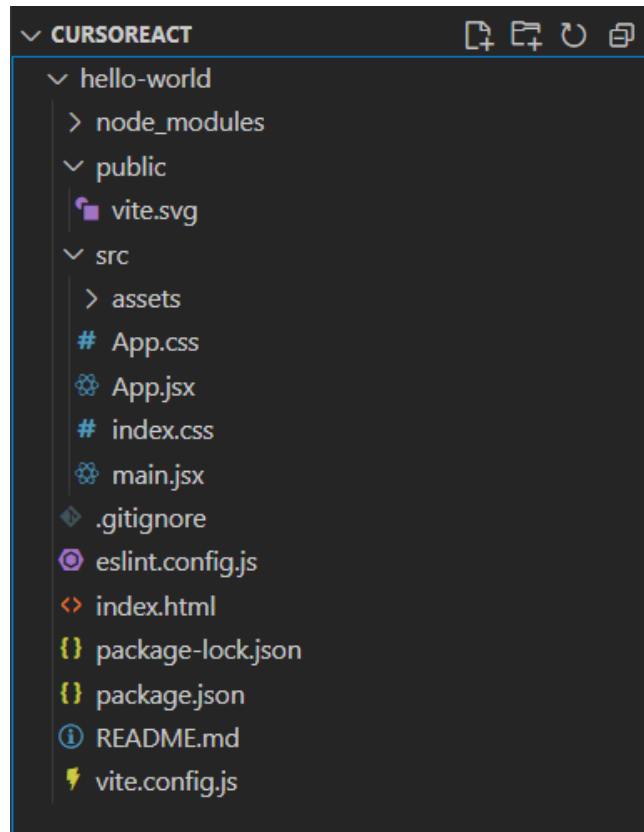 CURSOREACT
hello-world
node_modules
public
vite.svg
src
assets
App.css
App.jsx
index.css
main.jsx
.gitignore
eslint.config.js
index.html
package-lock.json
package.json
README.md
vite.config.js